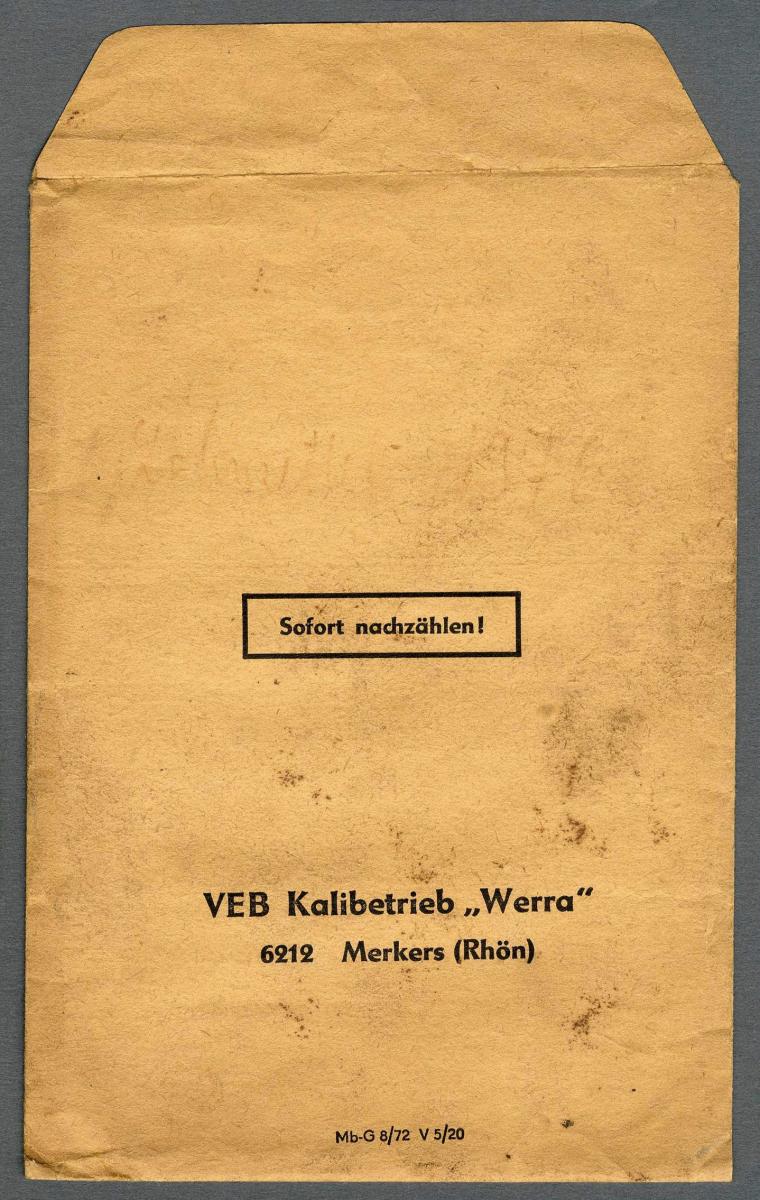 Sofort nachzählen!
VEB Kalibetrieb „Werra“
6212 Merkers (Rhön)
Mb-G 8/72 V 5/20